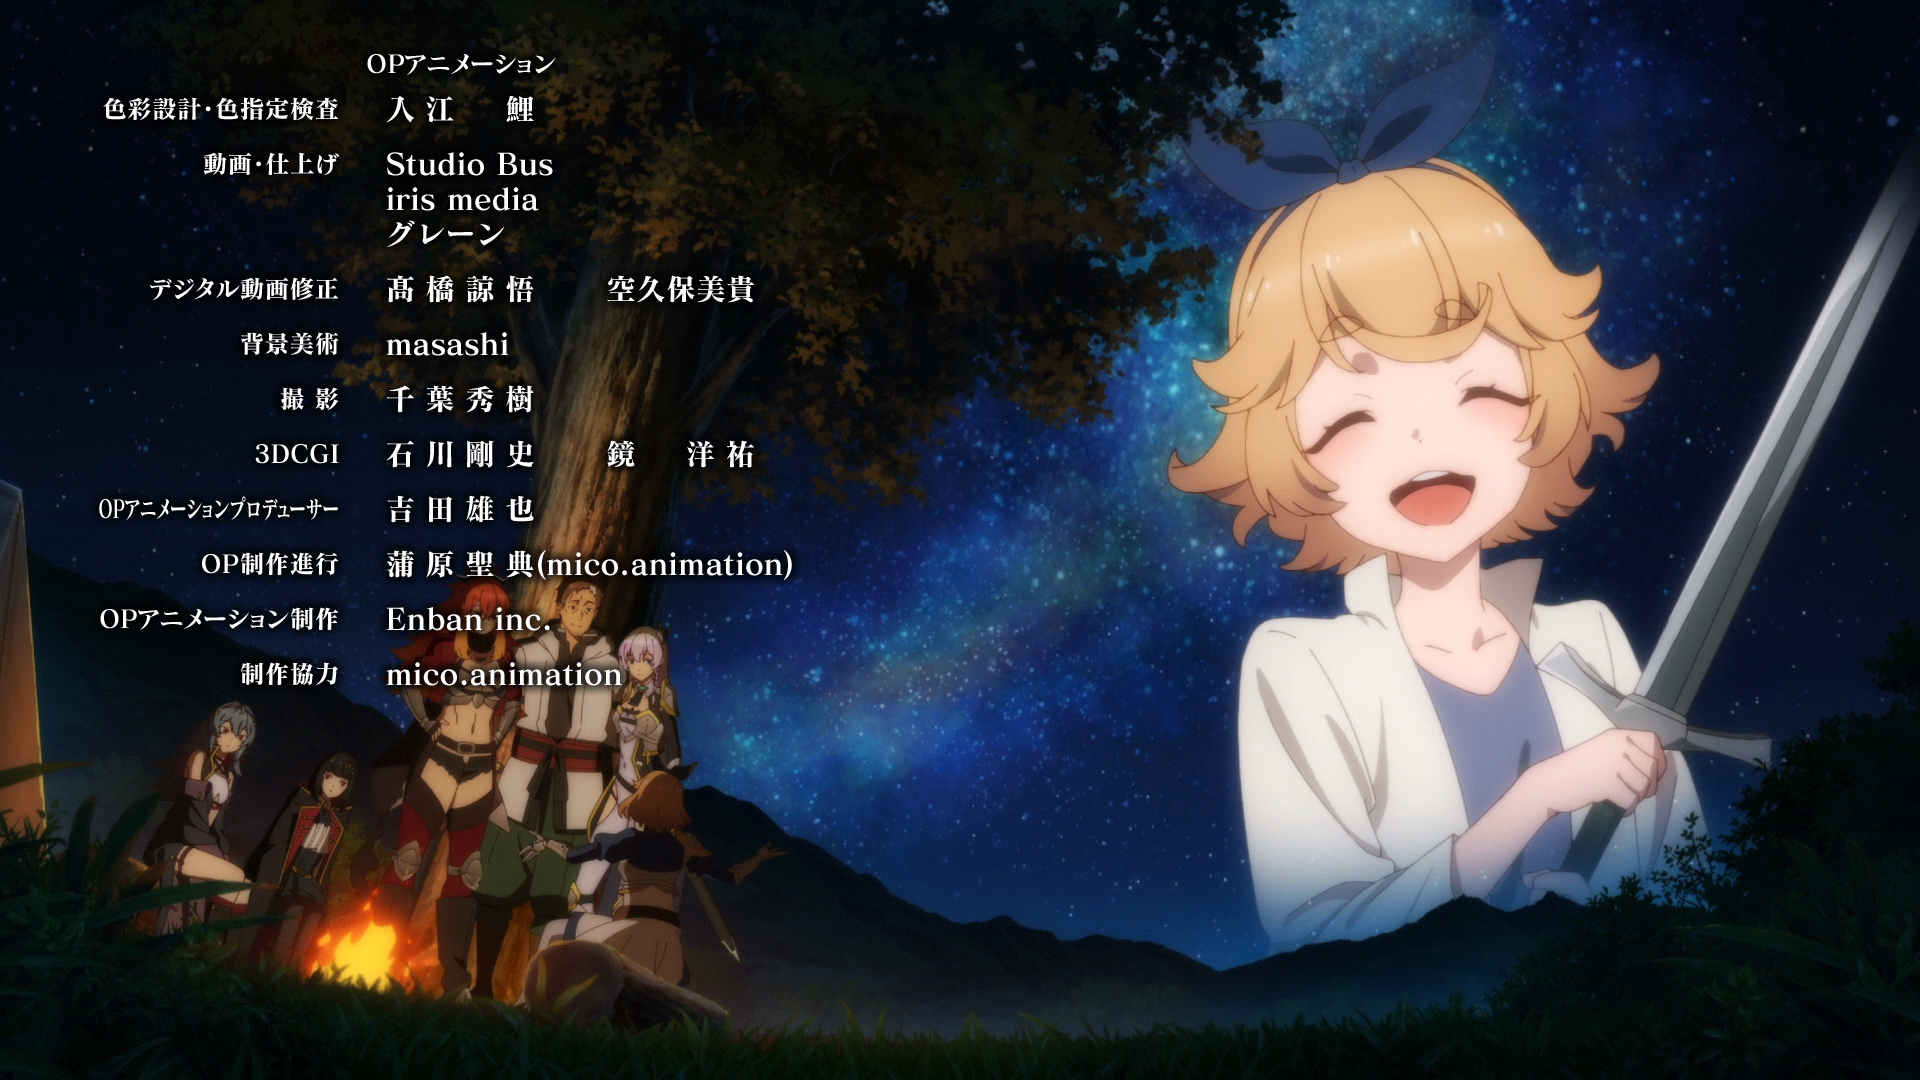 OPアニメーション
色彩設計・色指定検査 入江 鯉
動画・仕上げ Studio Bus
iris media
グレーン
デジタル動画修正 髙橋諒悟 空久保美貴
背景美術 masashi
撮影 千葉秀樹
3DCGI 石川剛史 鏡 洋祐
OPアニメーションプロデューサー 吉田雄也
OP制作進行 蒲原聖典(mico.animation)
OPアニメーション制作 Enban inc.
制作協力 mico.animation